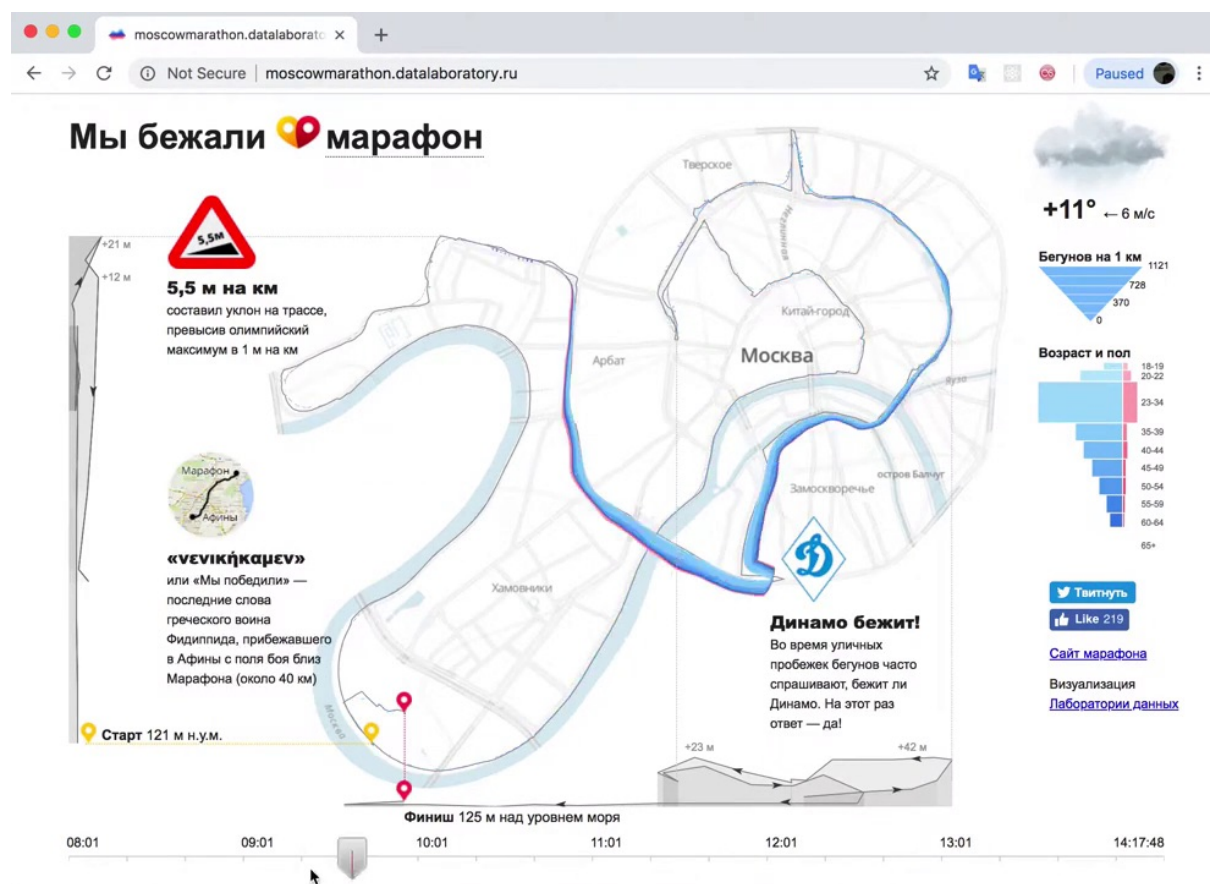 moscowmarathon.datalaborato
Not Secure
moscowmarathon.datalaboratory.ru
Paused
Мы бежали марафон
+11°
← 6 м/с
Бегунов на 1 км
1121
728
370
0
Возраст и пол
18-19
20-22
23-34
35-39
40-44
45-49
50-54
55-59
60-64
65+
Твитнуть
Like 219
Сайт марафона
Визуализация
Лаборатории данных
+21 м
+12 м
5,5м
5,5 м на км
составил уклон на трассе,
превысив олимпийский
максимум в 1 м на км
Марафон
Афины
«νενικήκαμεν»
или «Мы победили» —
последние слова
греческого воина
Фидиппида, прибежавшего
в Афины с поля боя близ
Марафона (около 40 км)
Старт 121 м н.у.м.
Тверское
Неглинная
Китай-город
Москва
Арбат
Яуза
остров Балчуг
Замоскворечье
Хамовники
Москва
Д
Динамо бежит!
Во время уличных
пробежек бегунов часто
спрашивают, бежит ли
Динамо. На этот раз
ответ — да!
+23 м
+42 м
Финиш 125 м над уровнем моря
08:01
09:01
10:01
11:01
12:01
13:01
14:17:48